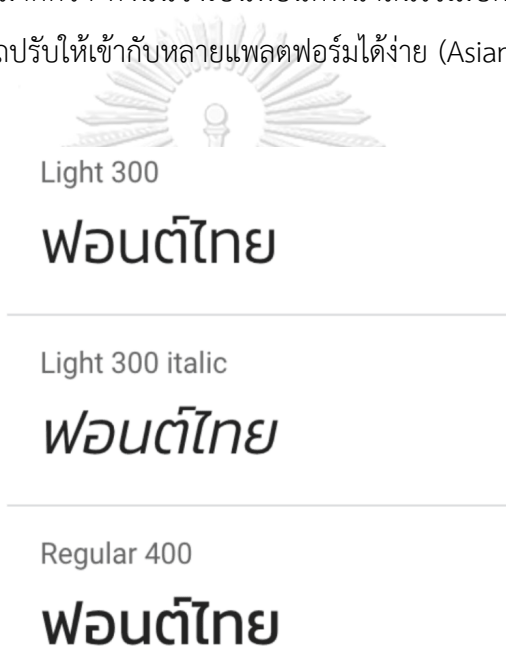 ปรับให้เข้ากับหลายแพลตฟอร์มได้ง่าย (Asian
Light 300
ฟอนต์ไทย
Light 300 italic
ฟอนต์ไทย
Regular 400
ฟอนต์ไทย